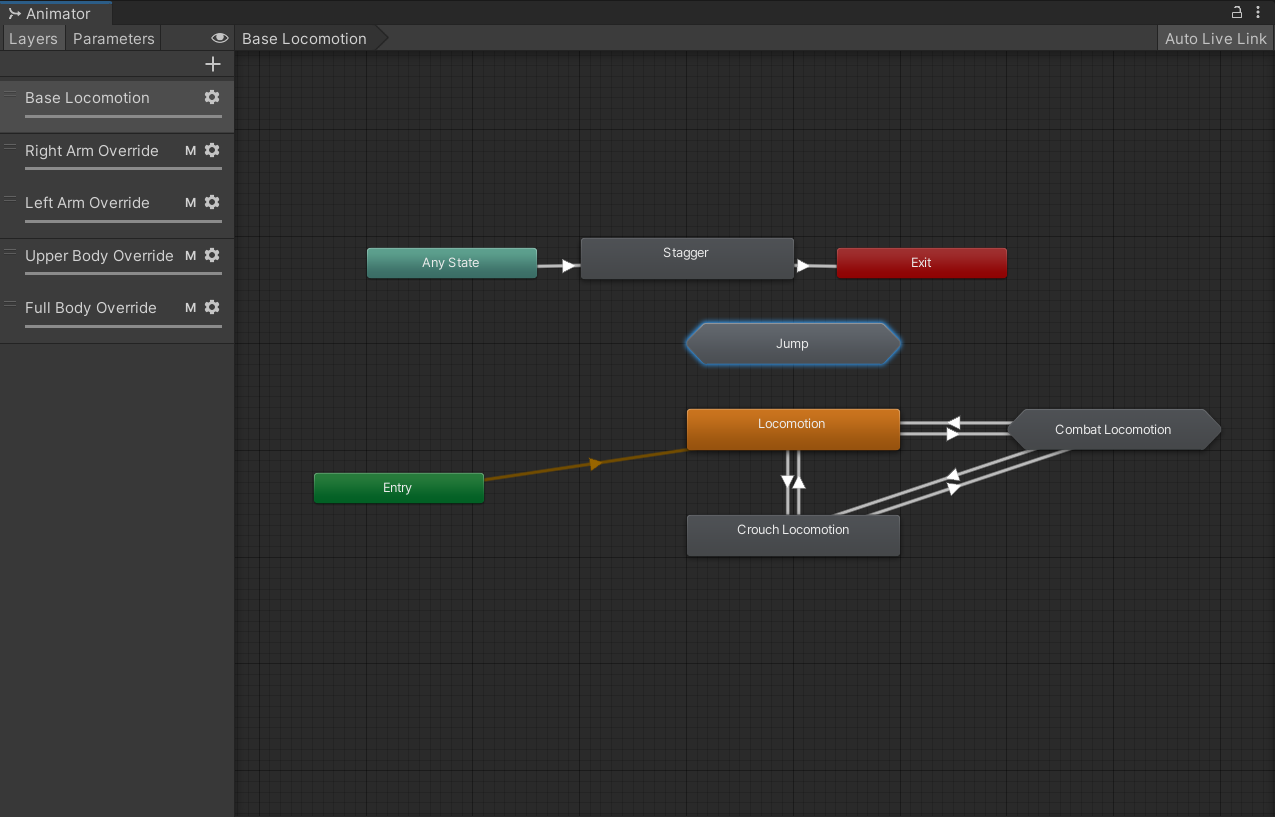 Animator
Layers Parameters
Base Locomotion
Auto Live Link
Base Locomotion
Right Arm Override M
Left Arm Override M
Upper Body Override M
Full Body Override M
Any State
Stagger
Exit
Jump
Locomotion
Combat Locomotion
Entry
Crouch Locomotion